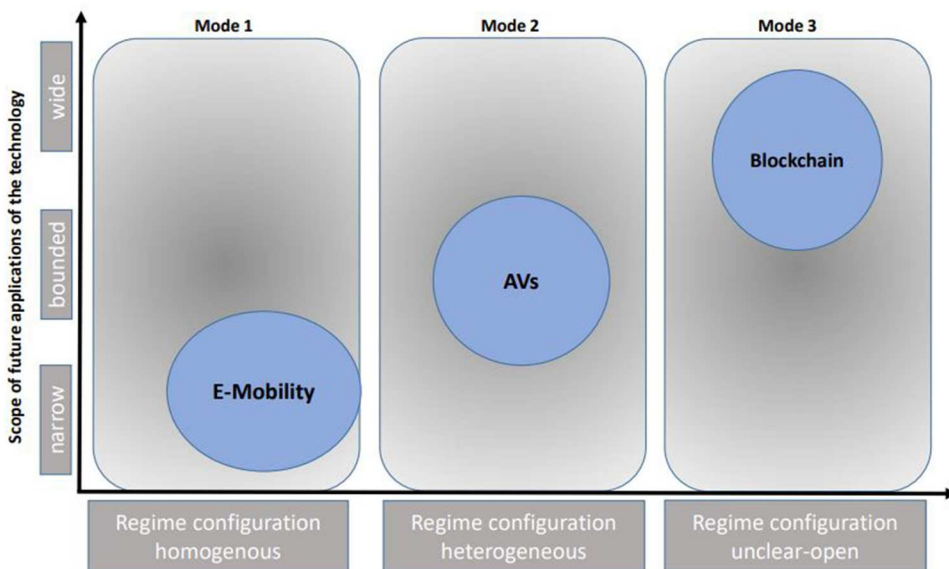 Mode 1
Mode 2
Mode 3
Scope of future applications of the technology
wide
bounded
narrow
Blockchain
AVs
E-Mobility
Regime configuration
homogenous
Regime configuration
heterogeneous
Regime configuration
unclear-open